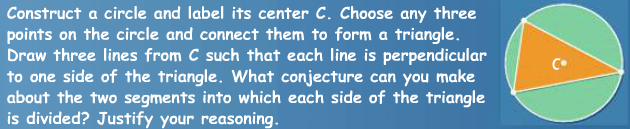 Construct a circle and label its center C. Choose any three
points on the circle and connect them to form a triangle.
Draw three lines from C such that each line is perpendicular
to one side of the triangle. What conjecture can you make
about the two segments into which each side of the triangle
is divided? Justify your reasoning.
C